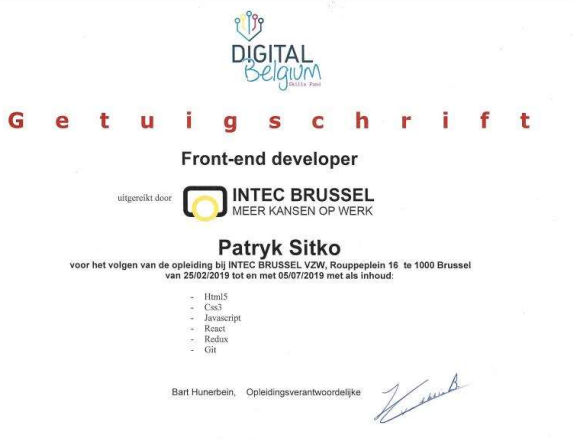 DIGITAL
Belgium
Skills Fund
Getuigschrift
Front-end developer
uitgereikt door
INTEC BRUSSEL
MEER KANSEN OP WERK
Patryk Sitko
voor het volgen van de opleiding bij INTEC BRUSSEL VZW, Rouppeplein 16 te 1000 Brussel
van 25/02/2019 tot en met 05/07/2019 met als inhoud:
- Html5
- Css3
- Javascript
- React
- Redux
- Git
Bart Hunerbein, Opleidingsverantwoordelijke